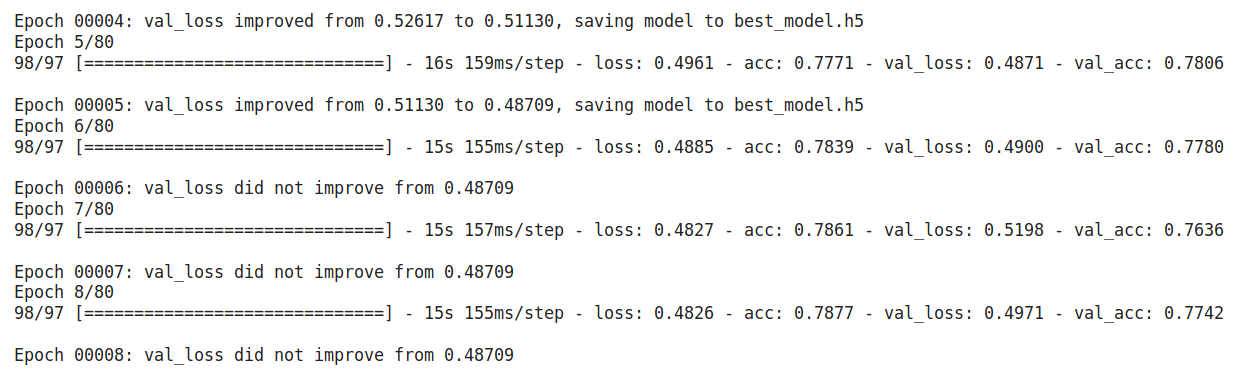 Epoch 00004: val_loss improved from 0.52617 to 0.51130, saving model to best_model.h5
Epoch 5/80
98/97 [==============================] - 16s 159ms/step - loss: 0.4961 - acc: 0.7771 - val_loss: 0.4871 - val_acc: 0.7806
Epoch 00005: val_loss improved from 0.51130 to 0.48709, saving model to best_model.h5
Epoch 6/80
98/97 [==============================] - 15s 155ms/step - loss: 0.4885 - acc: 0.7839 - val_loss: 0.4900 - val_acc: 0.7780
Epoch 00006: val_loss did not improve from 0.48709
Epoch 7/80
98/97 [==============================] - 15s 157ms/step - loss: 0.4827 - acc: 0.7861 - val_loss: 0.5198 - val_acc: 0.7636
Epoch 00007: val_loss did not improve from 0.48709
Epoch 8/80
98/97 [==============================] - 15s 155ms/step - loss: 0.4826 - acc: 0.7877 - val_loss: 0.4971 - val_acc: 0.7742
Epoch 00008: val_loss did not improve from 0.48709